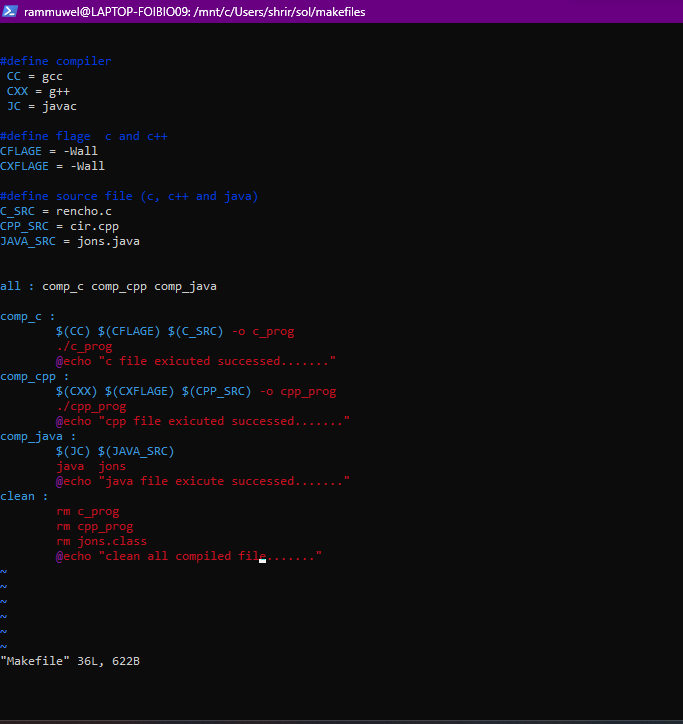 rammuwel@LAPTOP-FOIBIO09: /mnt/c/Users/shrir/sol/makefiles
#define compiler
CC = gcc
CXX = g++
JC = javac
#define flage  c and c++
CFLAGE = -Wall
CXFLAGE = -Wall
#define source file (c, c++ and java)
C_SRC = rencho.c
CPP_SRC = cir.cpp
JAVA_SRC = jons.java
all : comp_c comp_cpp comp_java
comp_c :
$(CC) $(CFLAGE) $(C_SRC) -o c_prog
./c_prog
@echo "c file exicuted successed......."
comp_cpp :
$(CXX) $(CXFLAGE) $(CPP_SRC) -o cpp_prog
./cpp_prog
@echo "cpp file exicuted successed......."
comp_java :
$(JC) $(JAVA_SRC)
java  jons
@echo "java file exicute successed......."
clean :
rm c_prog
rm cpp_prog
rm jons.class
@echo "clean all compiled file......."
~
~
~
~
~
~
"Makefile" 36L, 622B